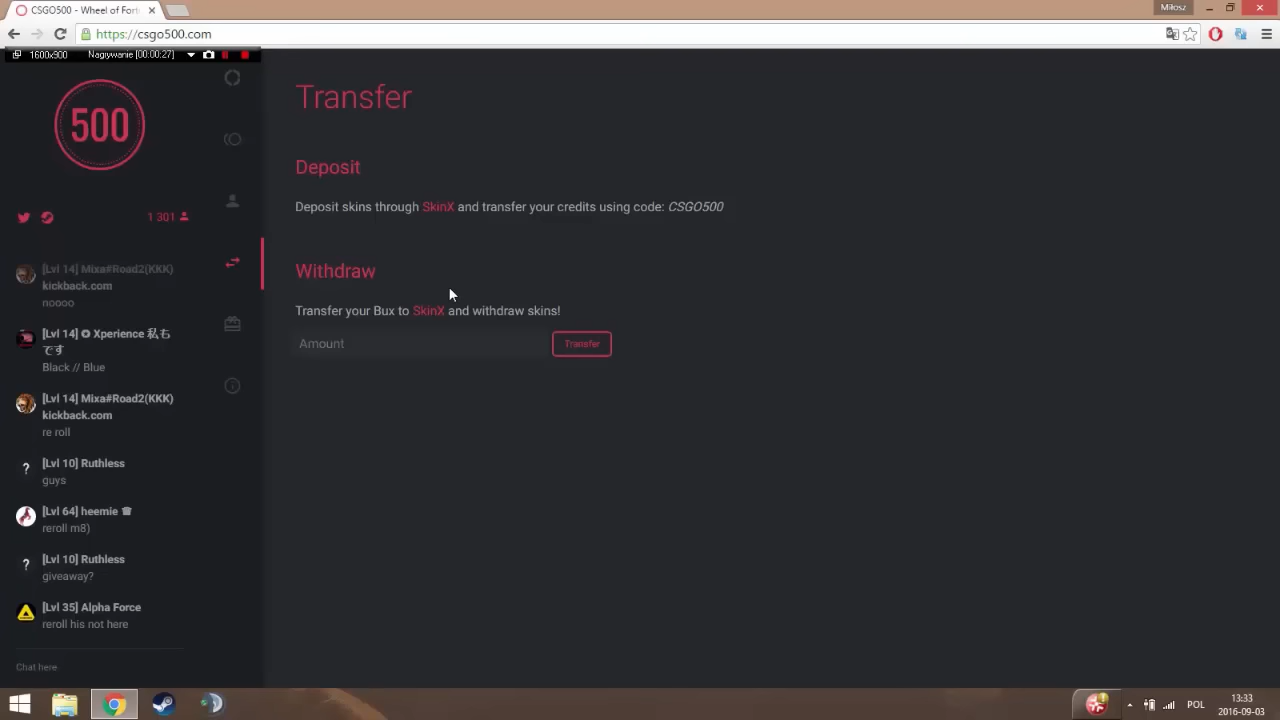 CSGO500 - Wheel of Fort
Miłosz
https://csgo500.com
1600x900 Nagrywanie [00:00:27]
500
1 301
[Lvl 14] Mixa#Road2(KKK)
kickback.com
noooo
[Lvl 14] ✪ Xperience 私も
です
Black // Blue
[Lvl 14] Mixa#Road2(KKK)
kickback.com
re roll
[Lvl 10] Ruthless
guys
[Lvl 64] heemie ☎
reroll m8)
[Lvl 10] Ruthless
giveaway?
[Lvl 35] Alpha Force
reroll his not here
Chat here
Transfer
Deposit
Deposit skins through SkinX and transfer your credits using code: CSGO500
Withdraw
Transfer your Bux to SkinX and withdraw skins!
Amount
Transfer
POL
13:33
2016-09-03